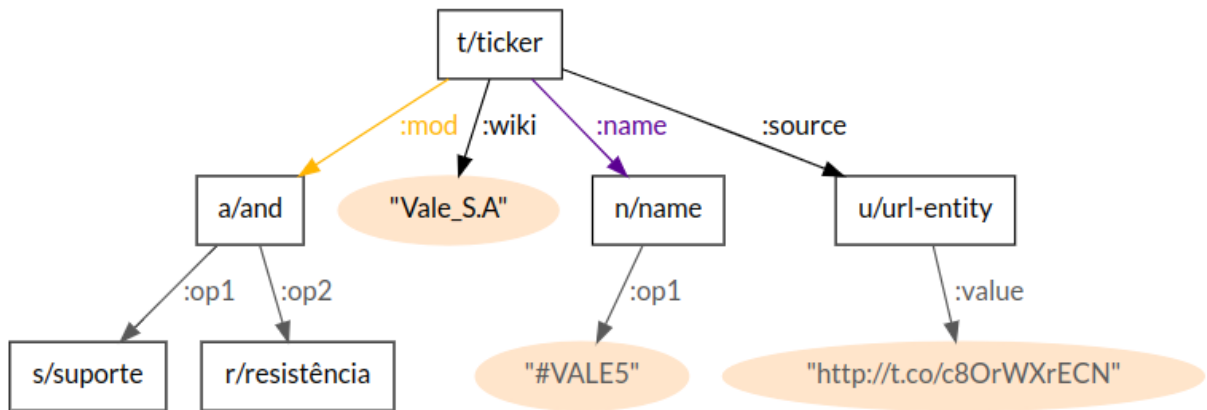 t/ticker
:mod :wiki :name :source
a/and "Vale_S.A" n/name u/url-entity
:op1 :op2 :op1 :value
s/suporte r/resistência "#VALE5" "http://t.co/c8OrWXrECN"